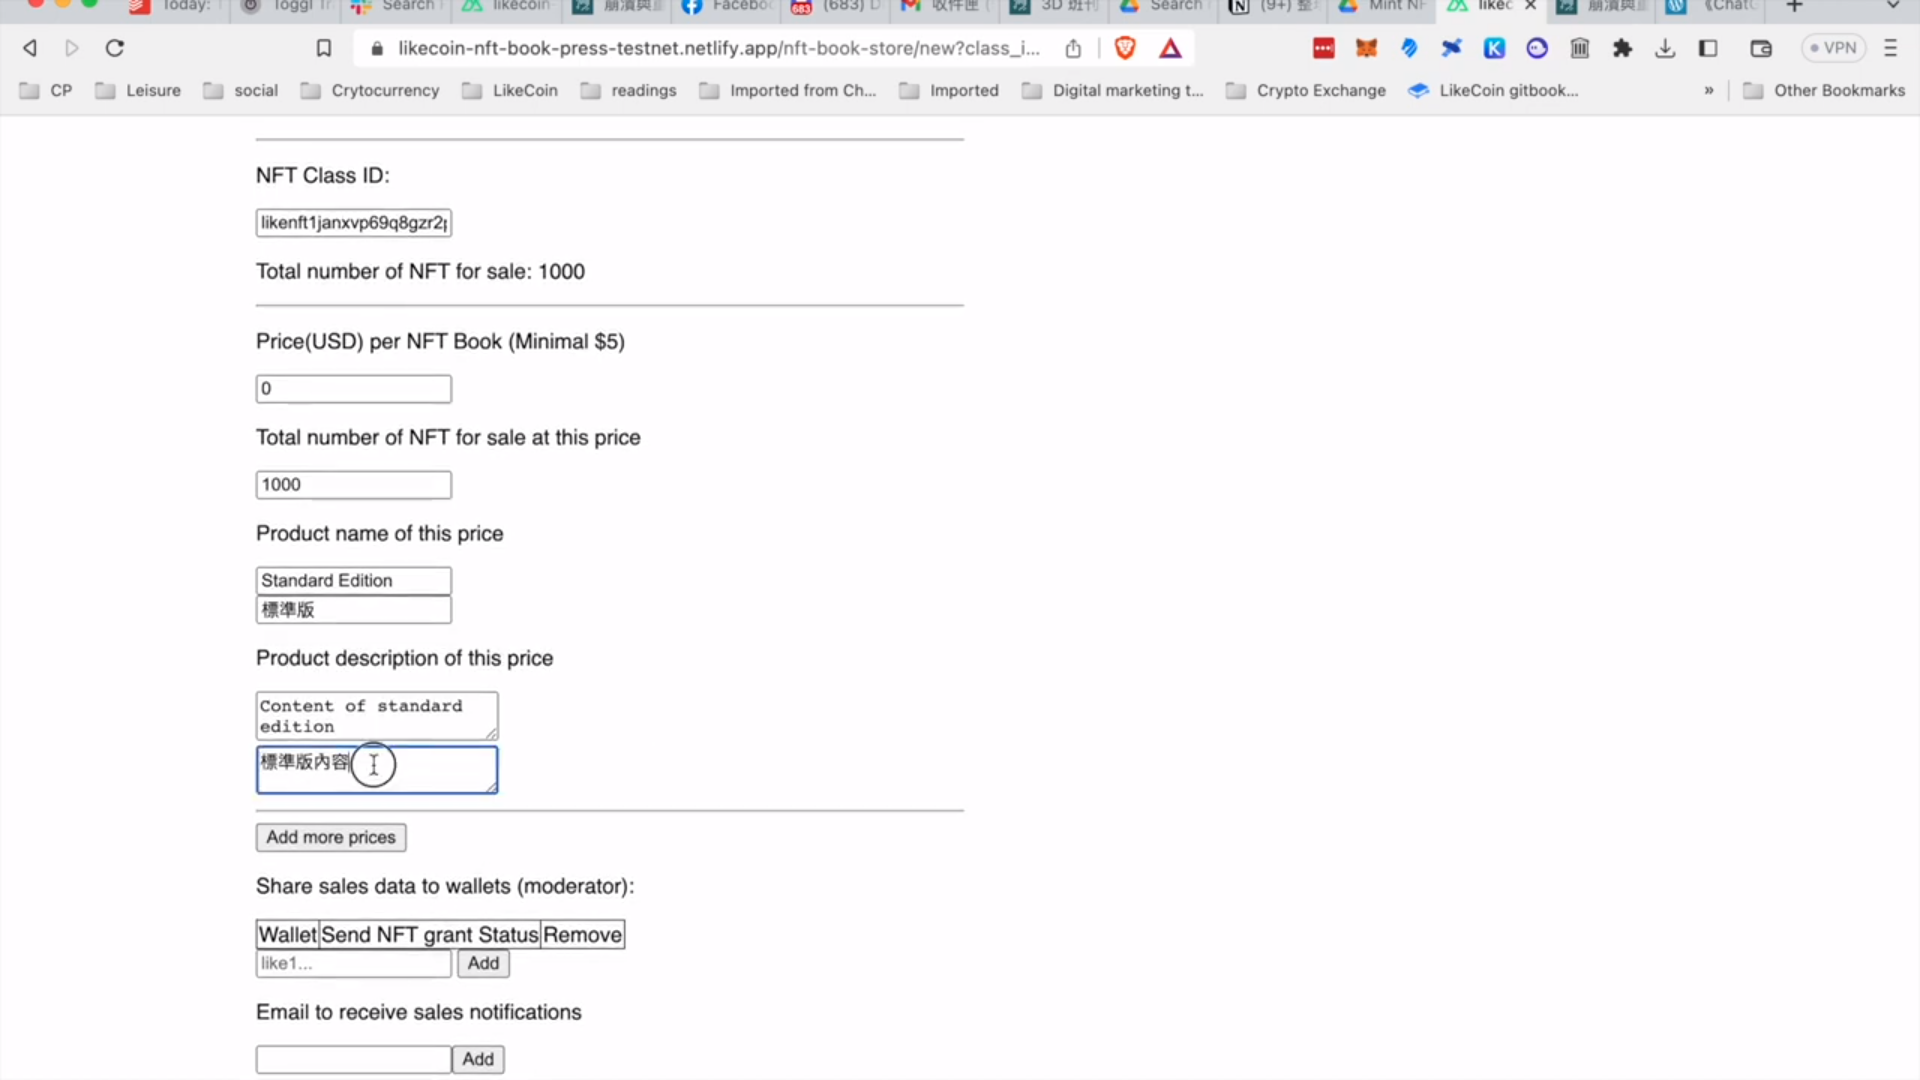 Today:
Toggl Tr
Search
likecoin-
崩潰與
Facebo
(683) D
收件匣 (
3D 班刊
Search
(9+) 整
Mint NF
likec
崩潰與
《ChatG
likecoin-nft-book-press-testnet.netlify.app/nft-book-store/new?class_i...
VPN
CP Leisure social Crytocurrency LikeCoin readings Imported from Ch... Imported Digital marketing t... Crypto Exchange LikeCoin gitbook... » Other Bookmarks
NFT Class ID:
likenft1janxvp69q8gzr2
Total number of NFT for sale: 1000
Price(USD) per NFT Book (Minimal $5)
0
Total number of NFT for sale at this price
1000
Product name of this price
Standard Edition
標準版
Product description of this price
Content of standard
edition
標準版內容
Add more prices
Share sales data to wallets (moderator):
Wallet Send NFT grant Status Remove
like1... Add
Email to receive sales notifications
Add